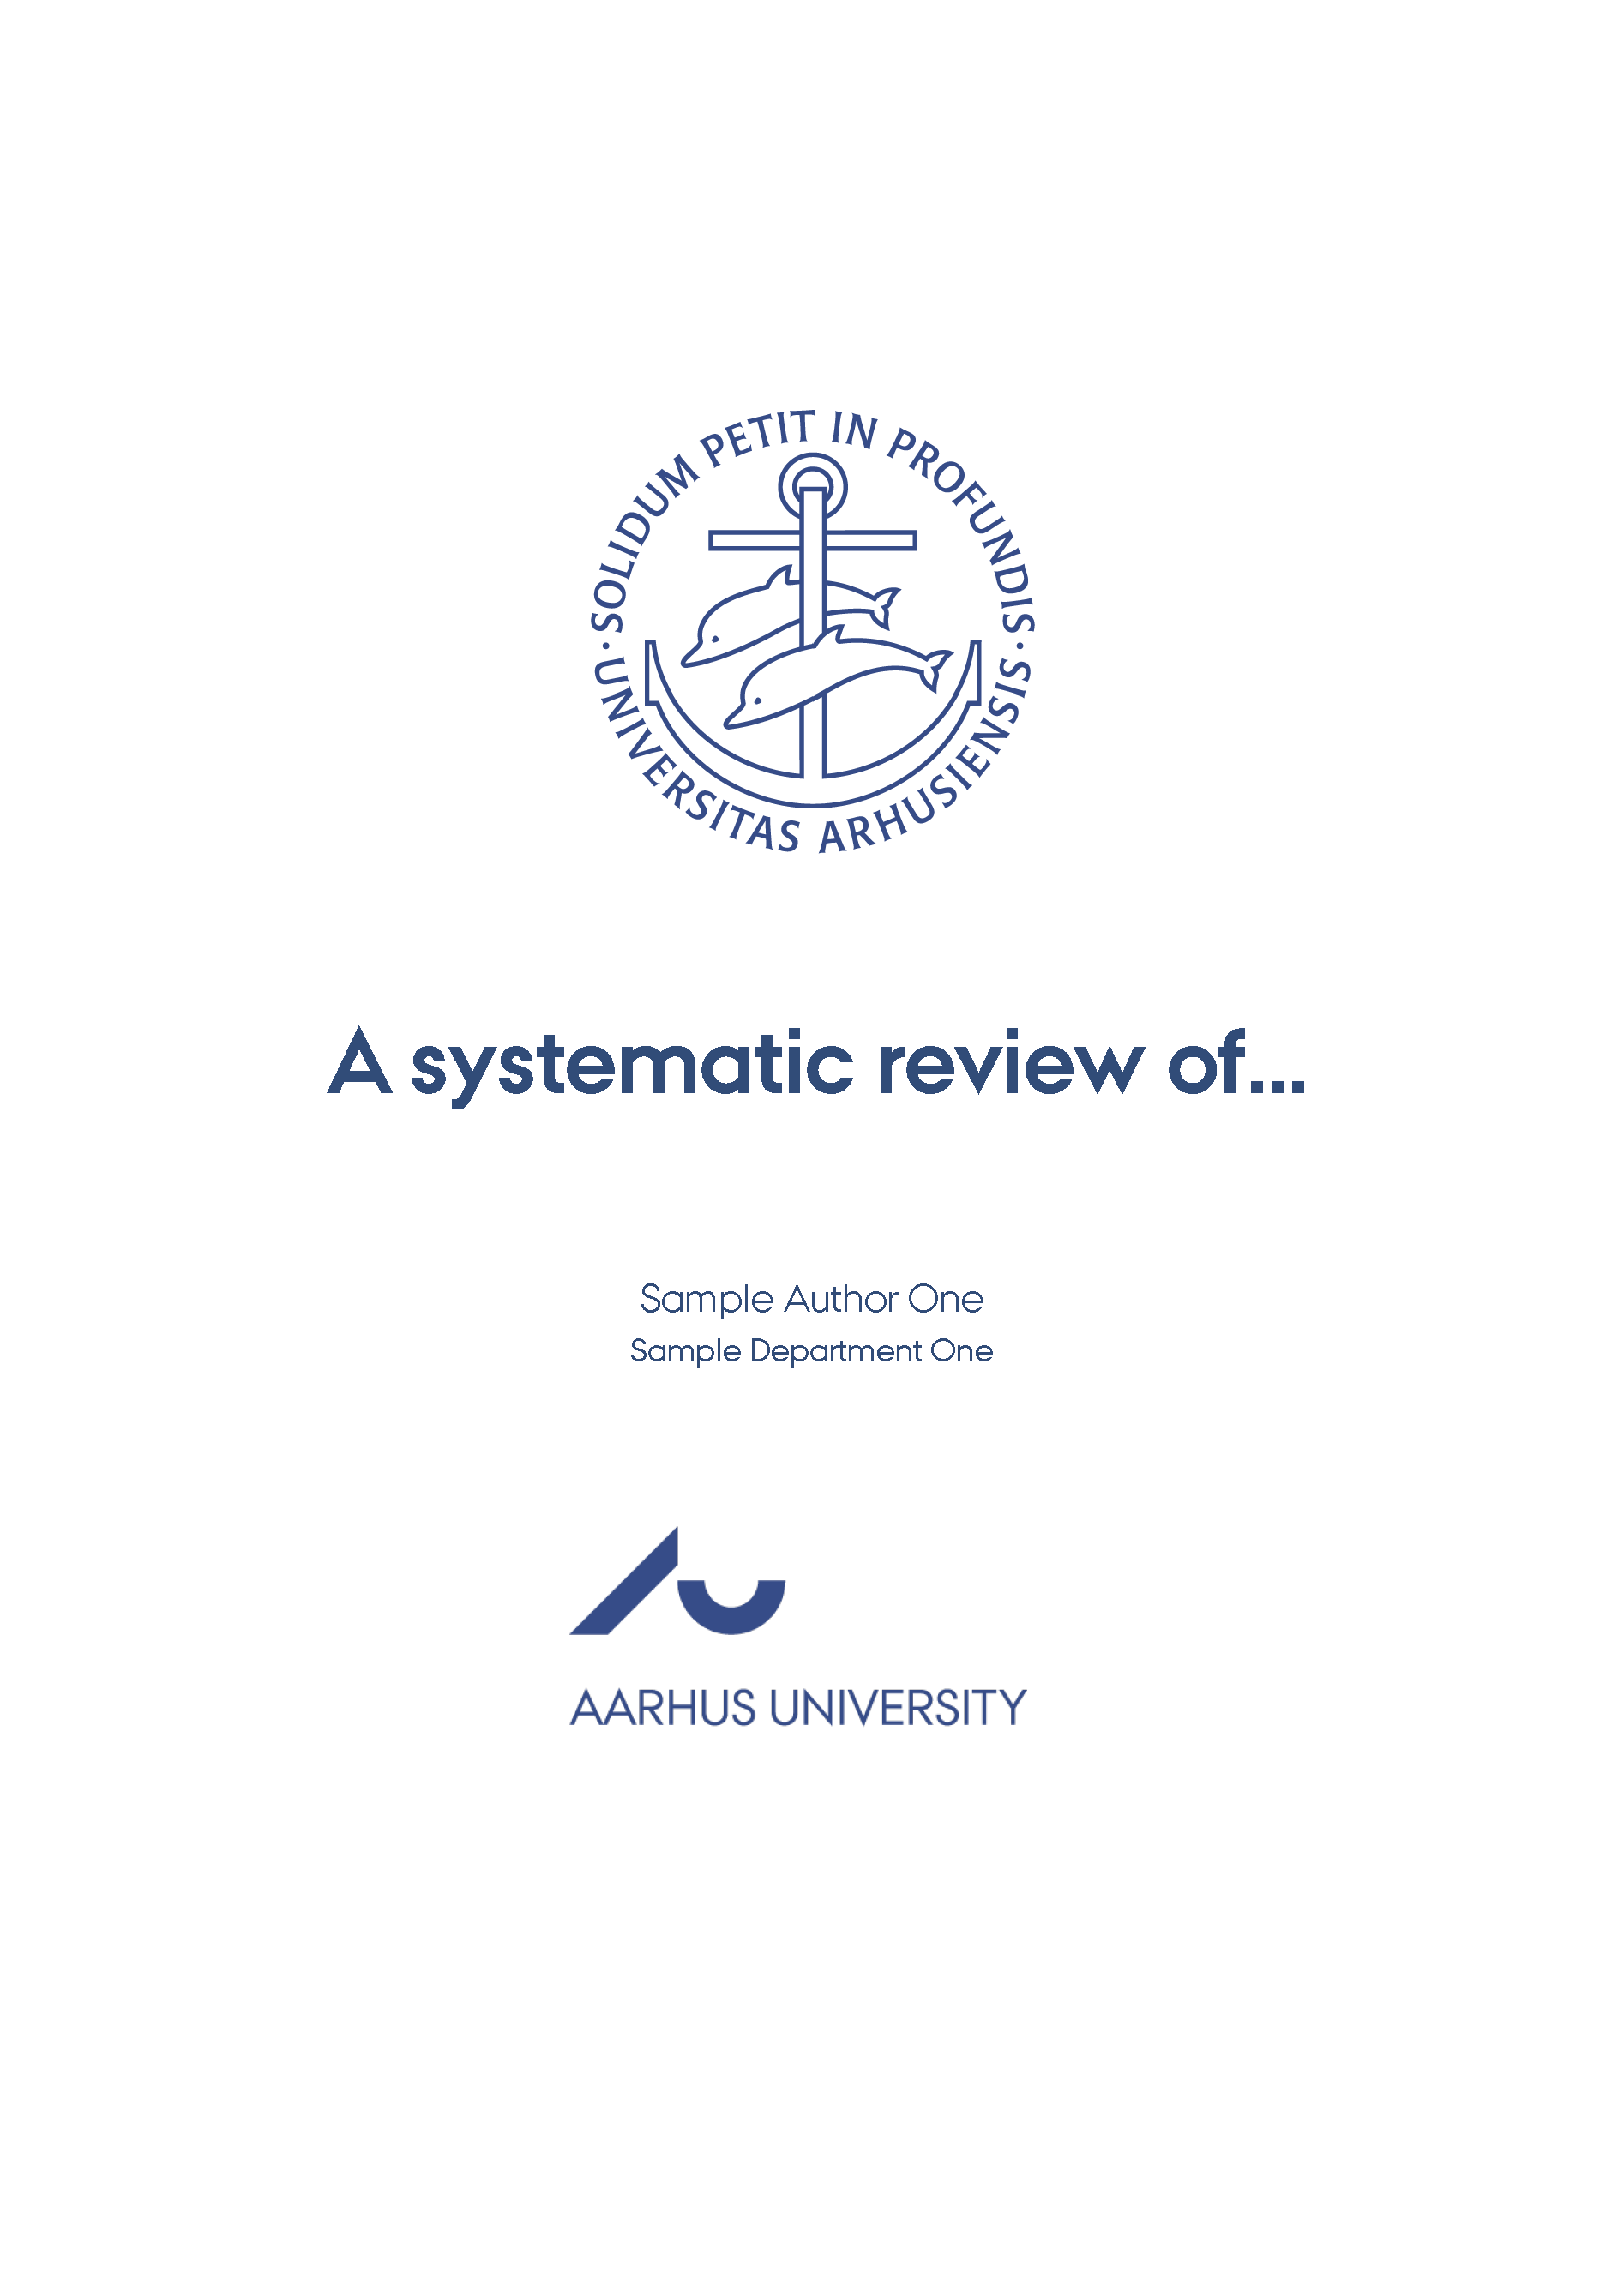 SOLIDUM PETIT IN PROFUNDIS
UNIVERSITAS ARHUSIENSIS
A systematic review of...
Sample Author One
Sample Department One
AARHUS UNIVERSITY